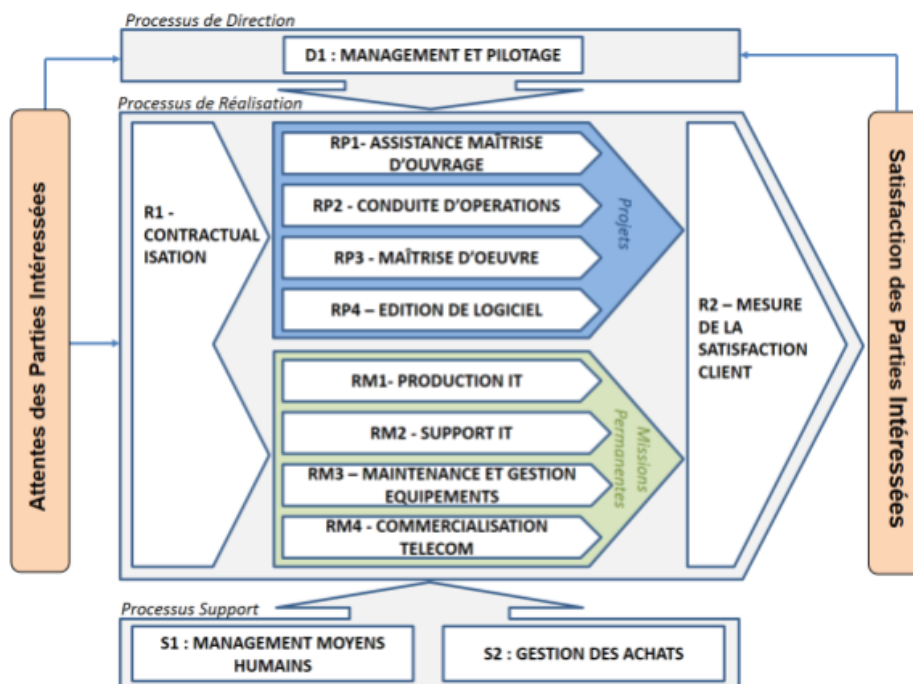 Processus de Direction
D1 : MANAGEMENT ET PILOTAGE
Processus de Réalisation
Attentes des Parties Intéressées
R1 -
CONTRACTUAL
ISATION
RP1- ASSISTANCE MAÎTRISE
D'OUVRAGE
RP2 - CONDUITE D'OPERATIONS
RP3 - MAÎTRISE D'OEUVRE
RP4 – EDITION DE LOGICIEL
Projets
RM1- PRODUCTION IT
RM2 - SUPPORT IT
RM3 – MAINTENANCE ET GESTION
EQUIPEMENTS
RM4 - COMMERCIALISATION
TELECOM
Missions
Permanentes
R2 – MESURE
DE LA
SATISFACTION
CLIENT
Satisfaction des Parties Intéressées
Processus Support
S1 : MANAGEMENT MOYENS
HUMAINS
S2 : GESTION DES ACHATS